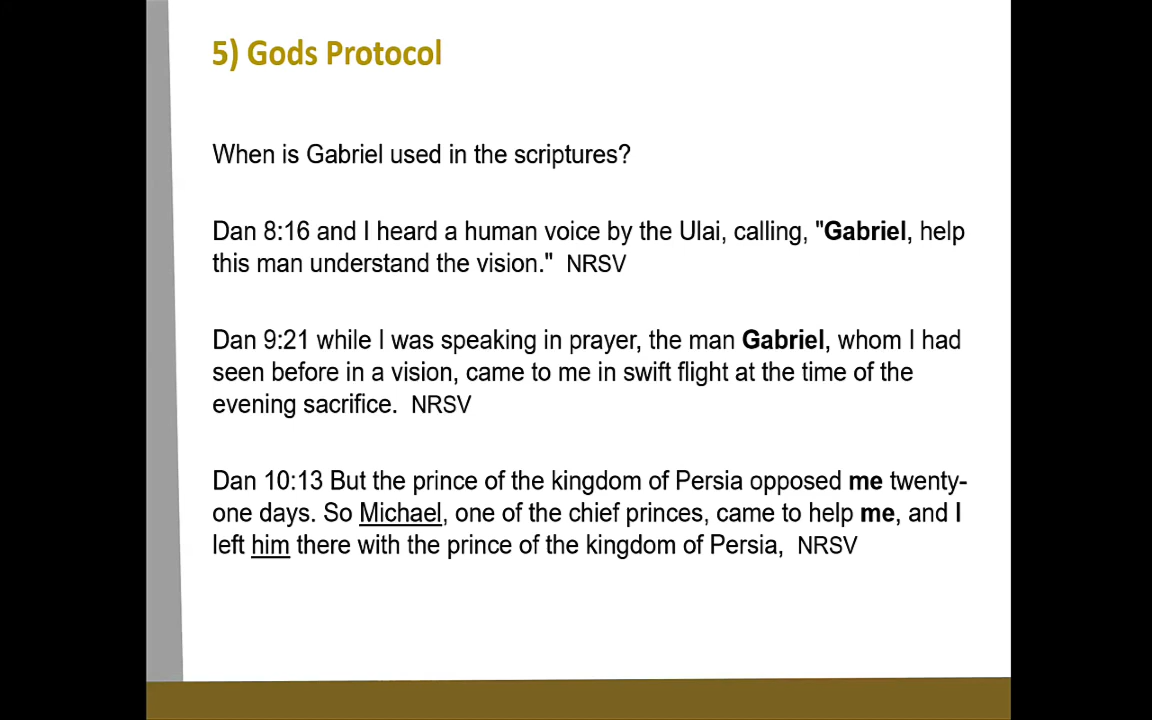 5) Gods Protocol
When is Gabriel used in the scriptures?
Dan 8:16 and I heard a human voice by the Ulai, calling, "Gabriel, help
this man understand the vision."  NRSV
Dan 9:21 while I was speaking in prayer, the man Gabriel, whom I had
seen before in a vision, came to me in swift flight at the time of the
evening sacrifice.  NRSV
Dan 10:13 But the prince of the kingdom of Persia opposed me twenty-
one days. So Michael, one of the chief princes, came to help me, and I
left him there with the prince of the kingdom of Persia,  NRSV